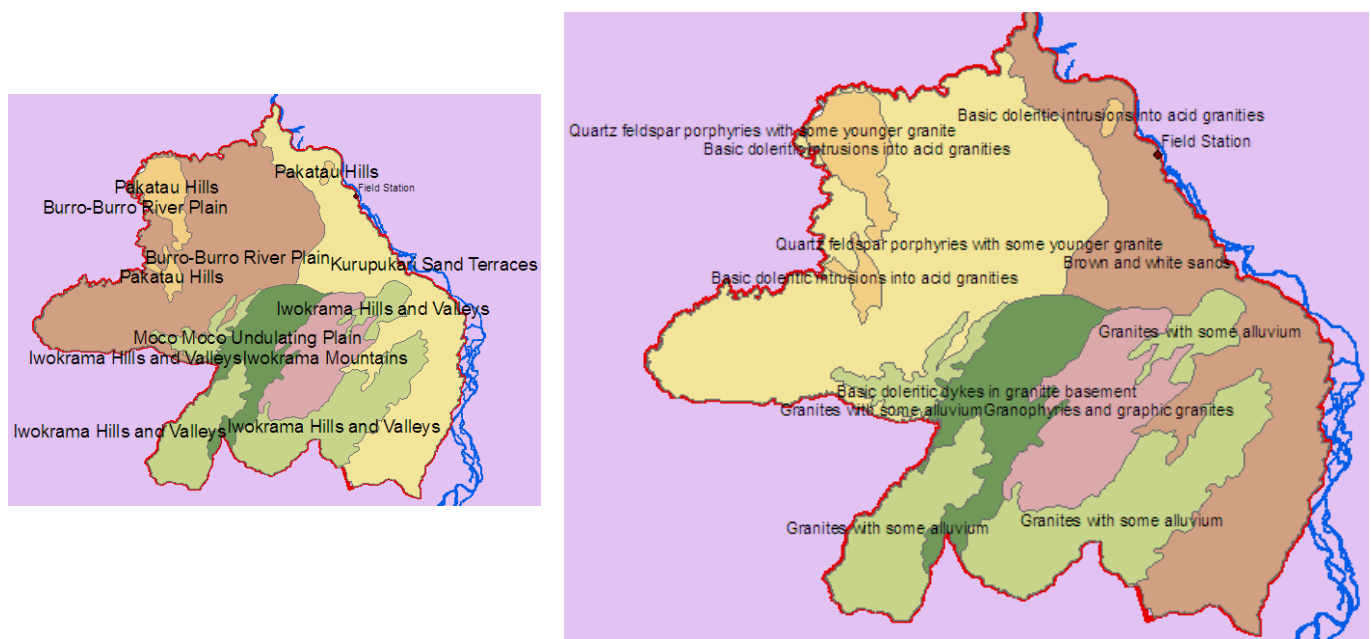 Pakatau Hills
Pakatau Hills
Field Station
Burro-Burro River Plain
Burro-Burro River Plain
Kurupukari Sand Terraces
Pakatau Hills
Iwokrama Hills and Valleys
Moco Moco Undulating Plain
Iwokrama Hills and Valleys
Iwokrama Mountains
Iwokrama Hills and Valleys
Iwokrama Hills and Valleys
Basic dolentic intrusions into acid granities
Quartz feldspar porphyries with some younger granite
Field Station
Basic dolentic intrusions into acid granities
Quartz feldspar porphyries with some younger granite
Brown and white sands
Basic dolentic intrusions into acid granities
Granites with some alluvium
Basic dolentic dykes in granitte basement
Granites with some alluvium
Granophyries and graphic granites
Granites with some alluvium
Granites with some alluvium